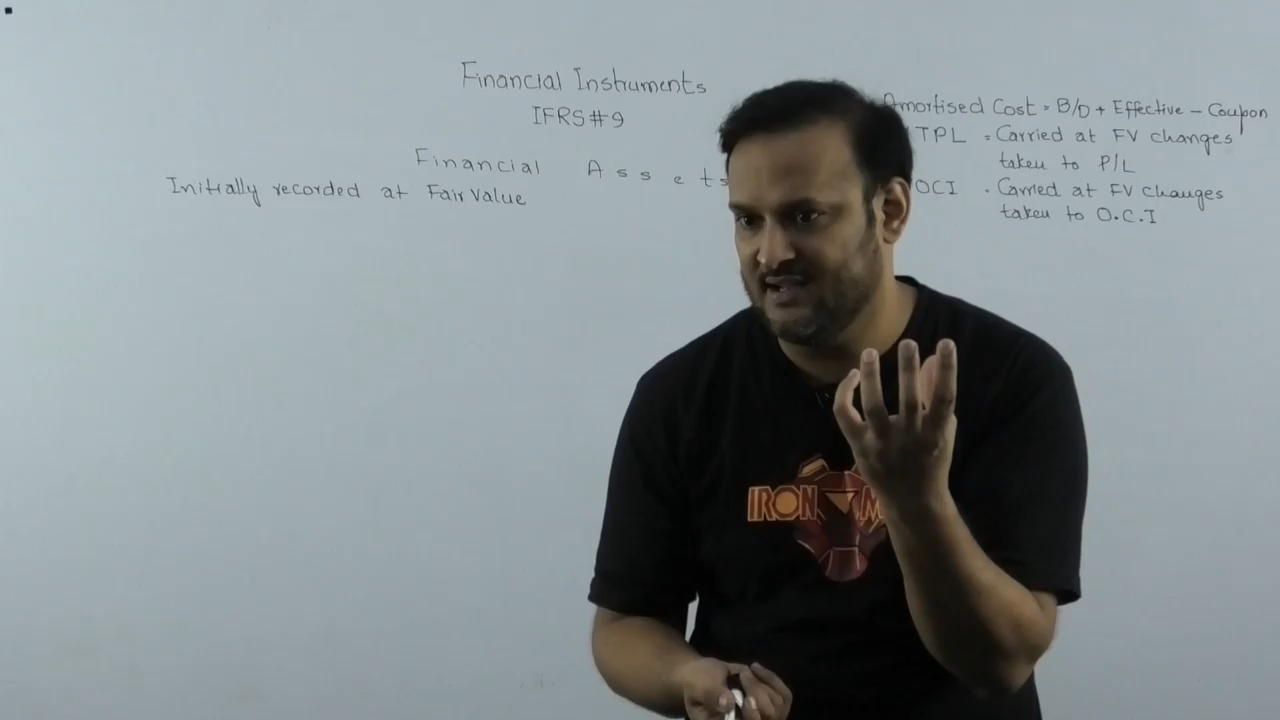 Financial Instruments
IFRS#9
Financial Assets
Initially recorded at Fair Value
Amortised Cost = B/D + Effective - Coupon
TPL = Carried at FV changes
taken to P/L
OCI = Carried at FV changes
taken to O.C.I
IRON